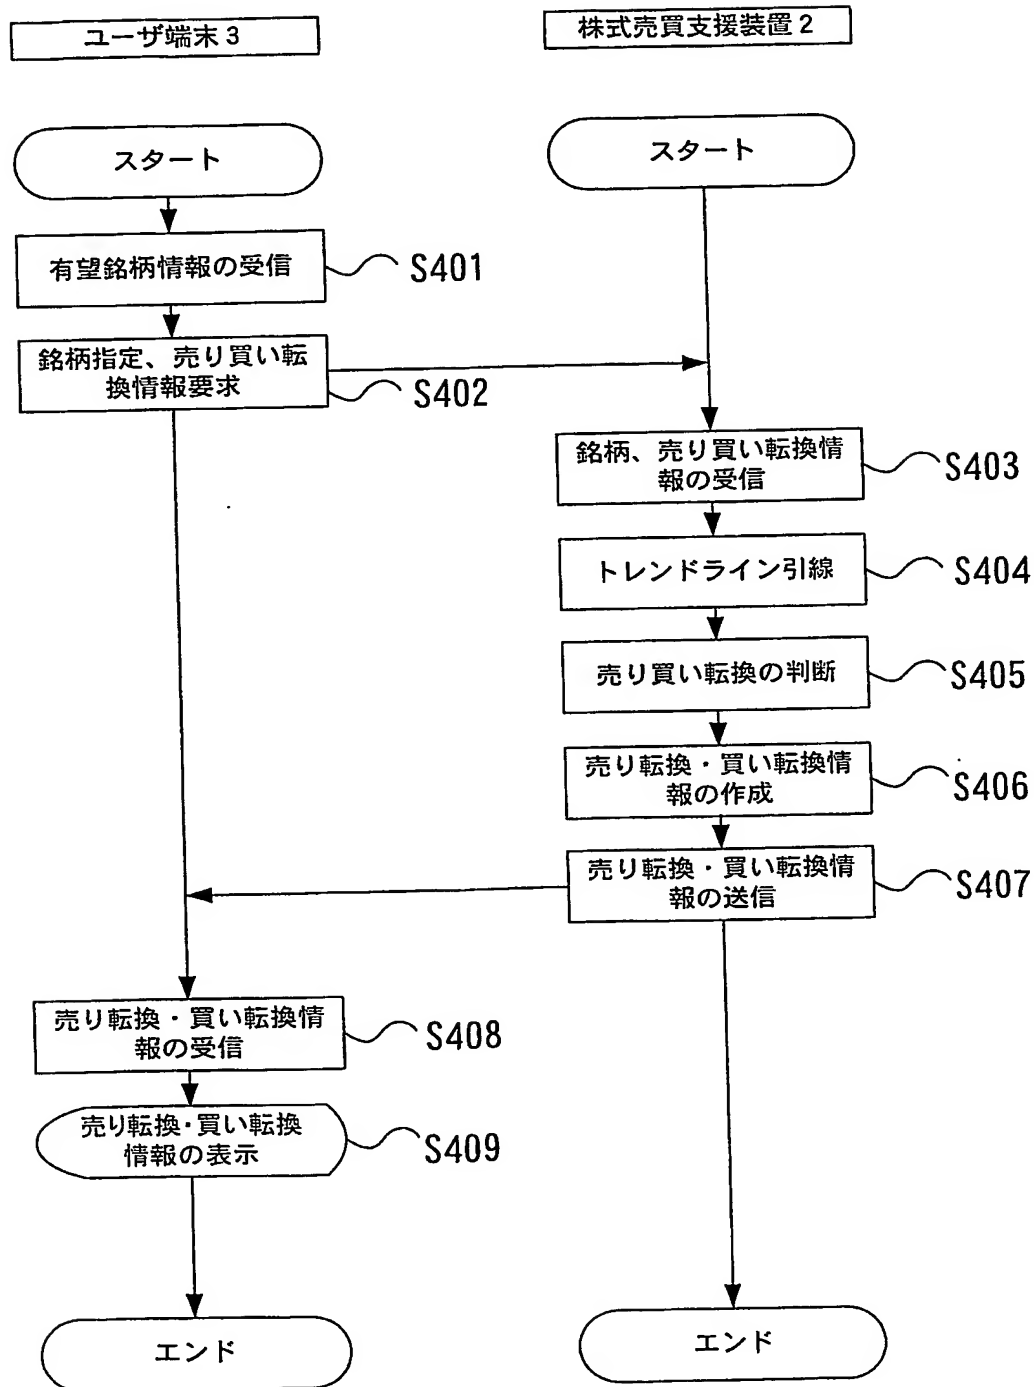 ユーザ端末3
株式売買支援装置2
スタート
スタート
有望銘柄情報の受信
S401
銘柄指定、売り買い転
換情報要求
S402
銘柄、売り買い転換情
報の受信
S403
トレンドライン引線
S404
売り買い転換の判断
S405
売り転換・買い転換情
報の作成
S406
売り転換・買い転換情
報の送信
S407
売り転換・買い転換情
報の受信
S408
売り転換・買い転換
情報の表示
S409
エンド
エンド